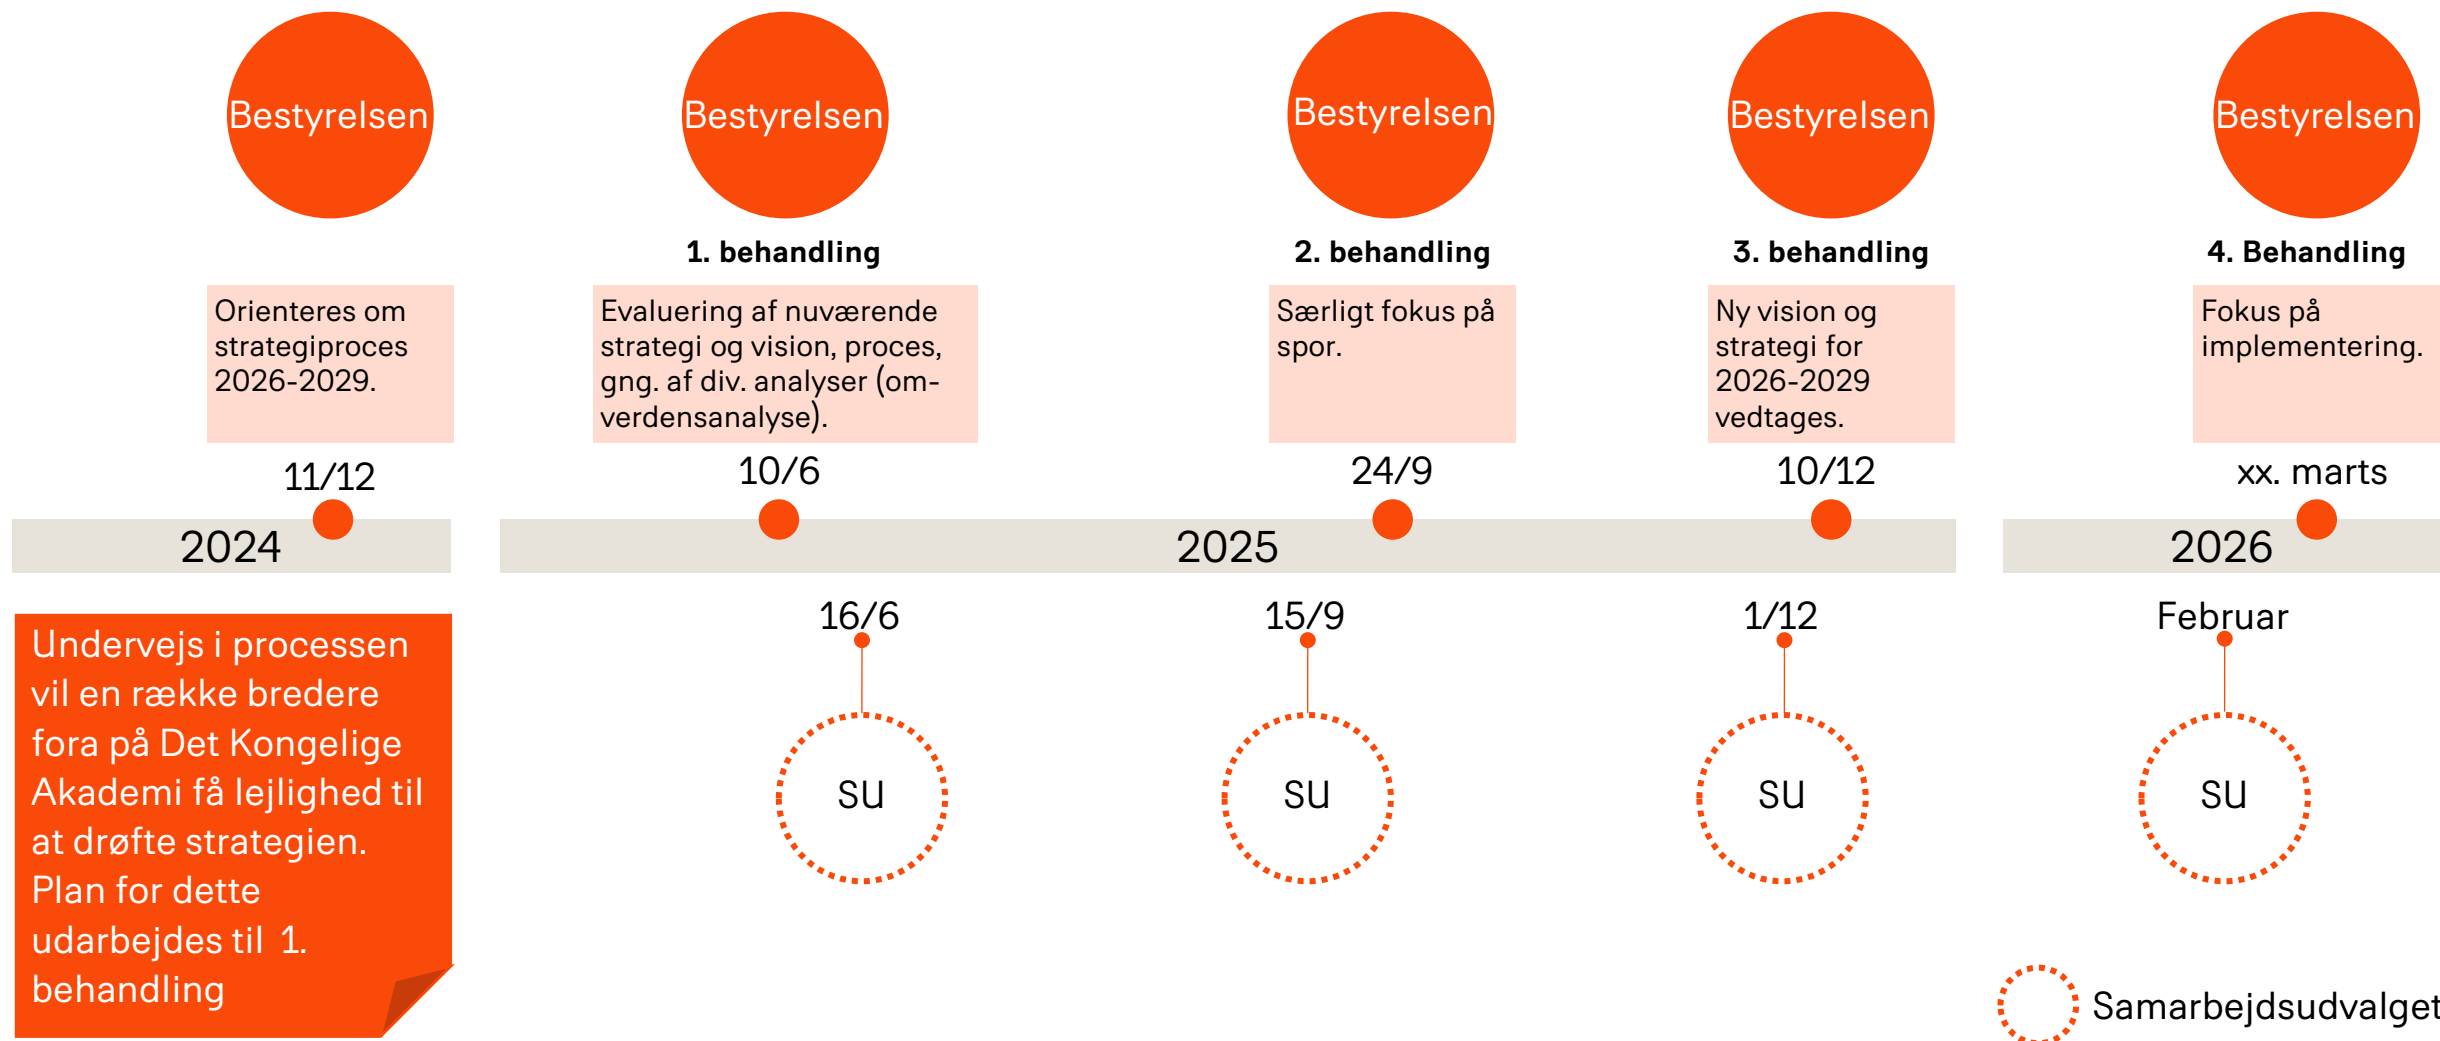 Bestyrelsen
Bestyrelsen
Bestyrelsen
Bestyrelsen
Bestyrelsen
1. behandling
2. behandling
3. behandling
4. Behandling
Orienteres om
strategiproces
2026-2029.
Evaluering af nuværende
strategi og vision, proces,
gng. af div. analyser (om-
verdensanalyse).
Særligt fokus på
spor.
Ny vision og
strategi for
2026-2029
vedtages.
Fokus på
implementering.
11/12
10/6
24/9
10/12
xx. marts
2024
2025
2026
16/6
15/9
1/12
Februar
SU
SU
SU
SU
Undervejs i processen
vil en række bredere
fora på Det Kongelige
Akademi få lejlighed til
at drøfte strategien.
Plan for dette
udarbejdes til 1.
behandling
Samarbejdsudvalget